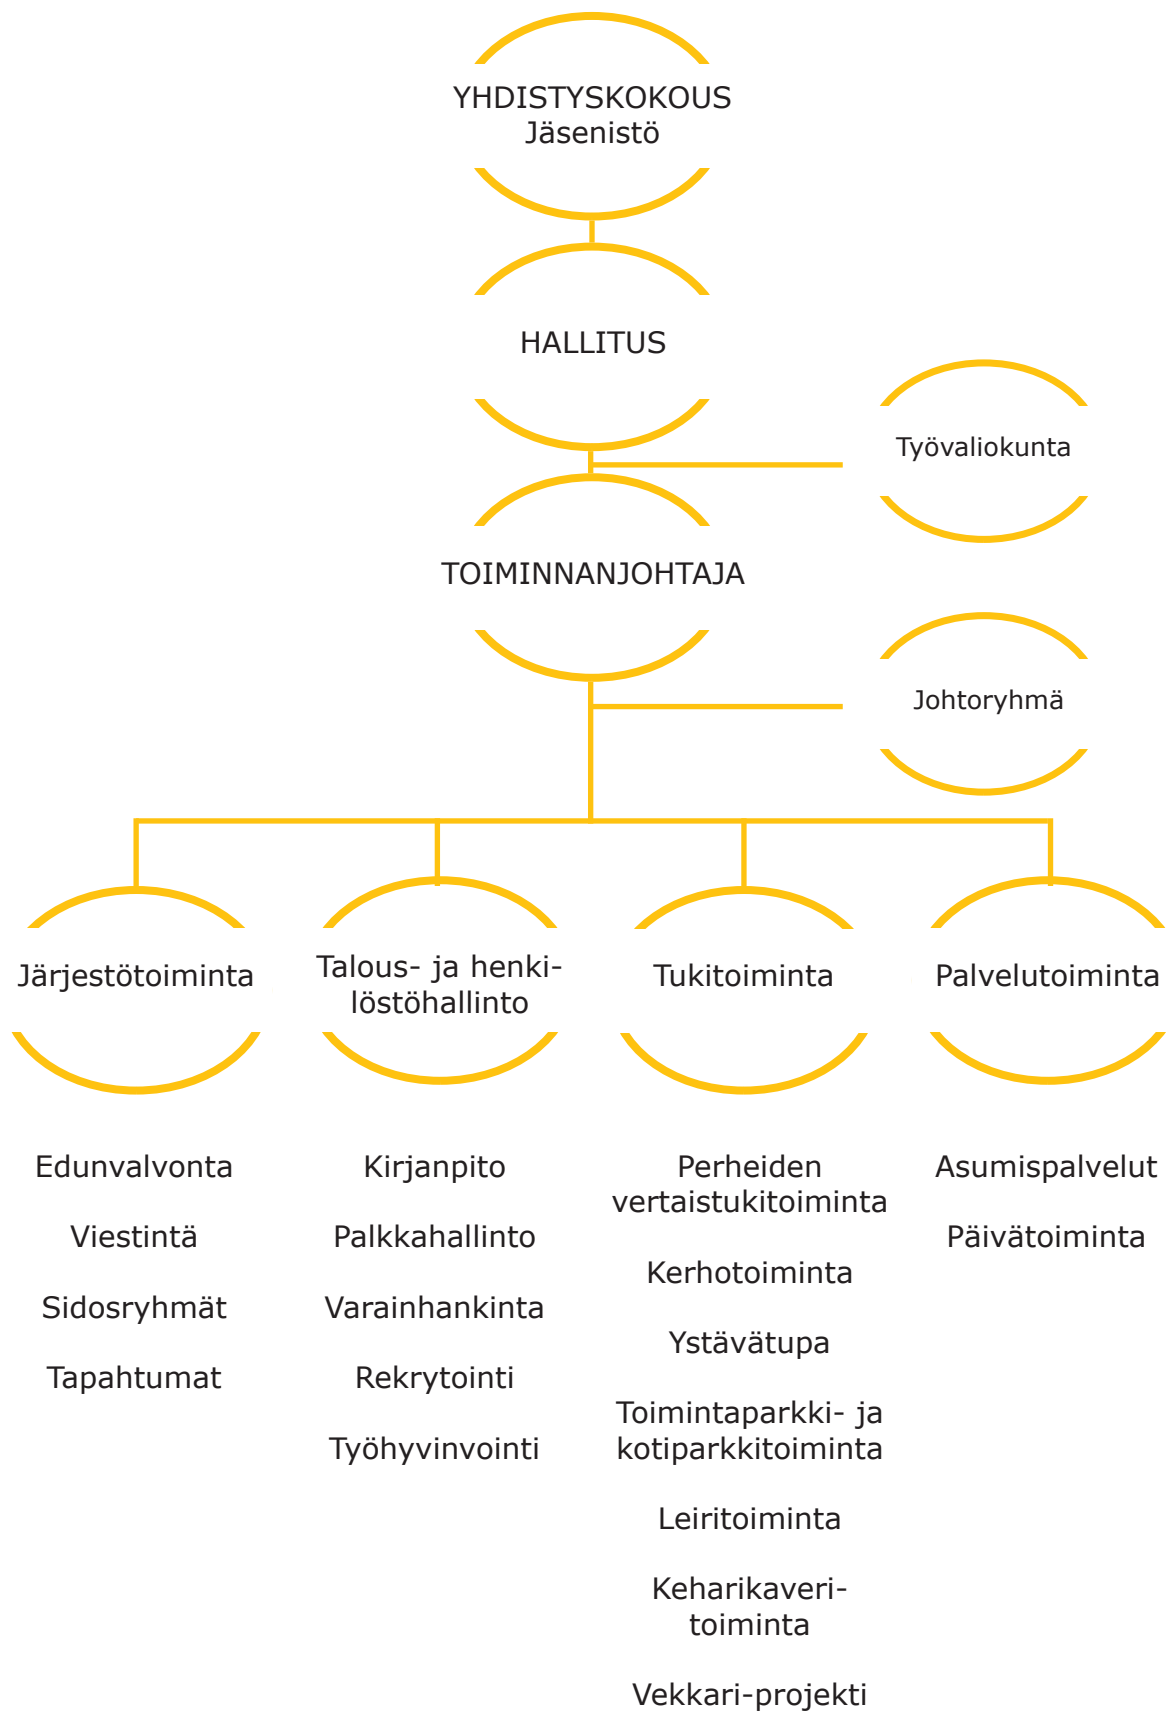 YHDISTYSKOKOUS
Jäsenistö
HALLITUS
Työvaliokunta
TOIMINNANJOHTAJA
Johtoryhmä
Järjestötoiminta
Talous- ja henki-
löstöhallinto
Tukitoiminta
Palvelutoiminta
Edunvalvonta
Viestintä
Sidosryhmät
Tapahtumat
Kirjanpito
Palkkahallinto
Varainhankinta
Rekrytointi
Työhyvinvointi
Perheiden
vertaistukitoiminta
Kerhotoiminta
Ystävätupa
Toimintaparkki- ja
kotiparkkitoiminta
Leiritoiminta
Keharikaveri-
toiminta
Vekkari-projekti
Asumispalvelut
Päivätoiminta